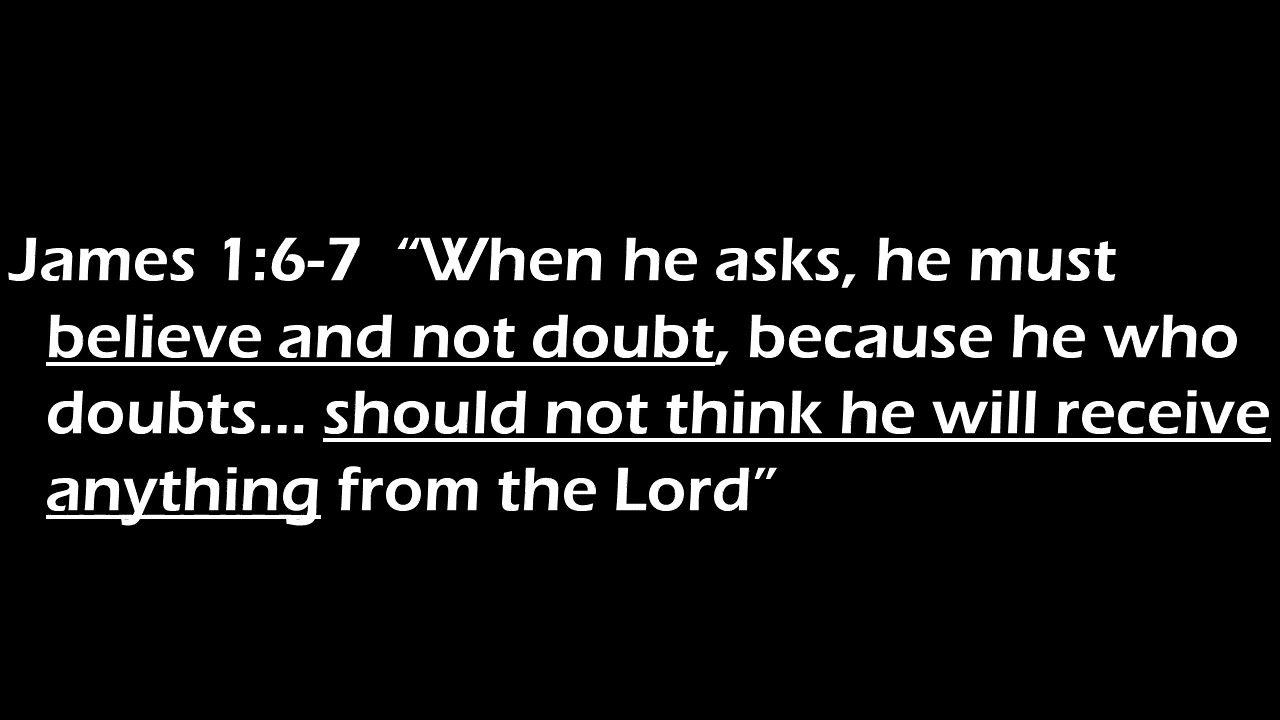 James 1:6-7 “When he asks, he must
believe and not doubt, because he who
doubts... should not think he will receive
anything from the Lord”